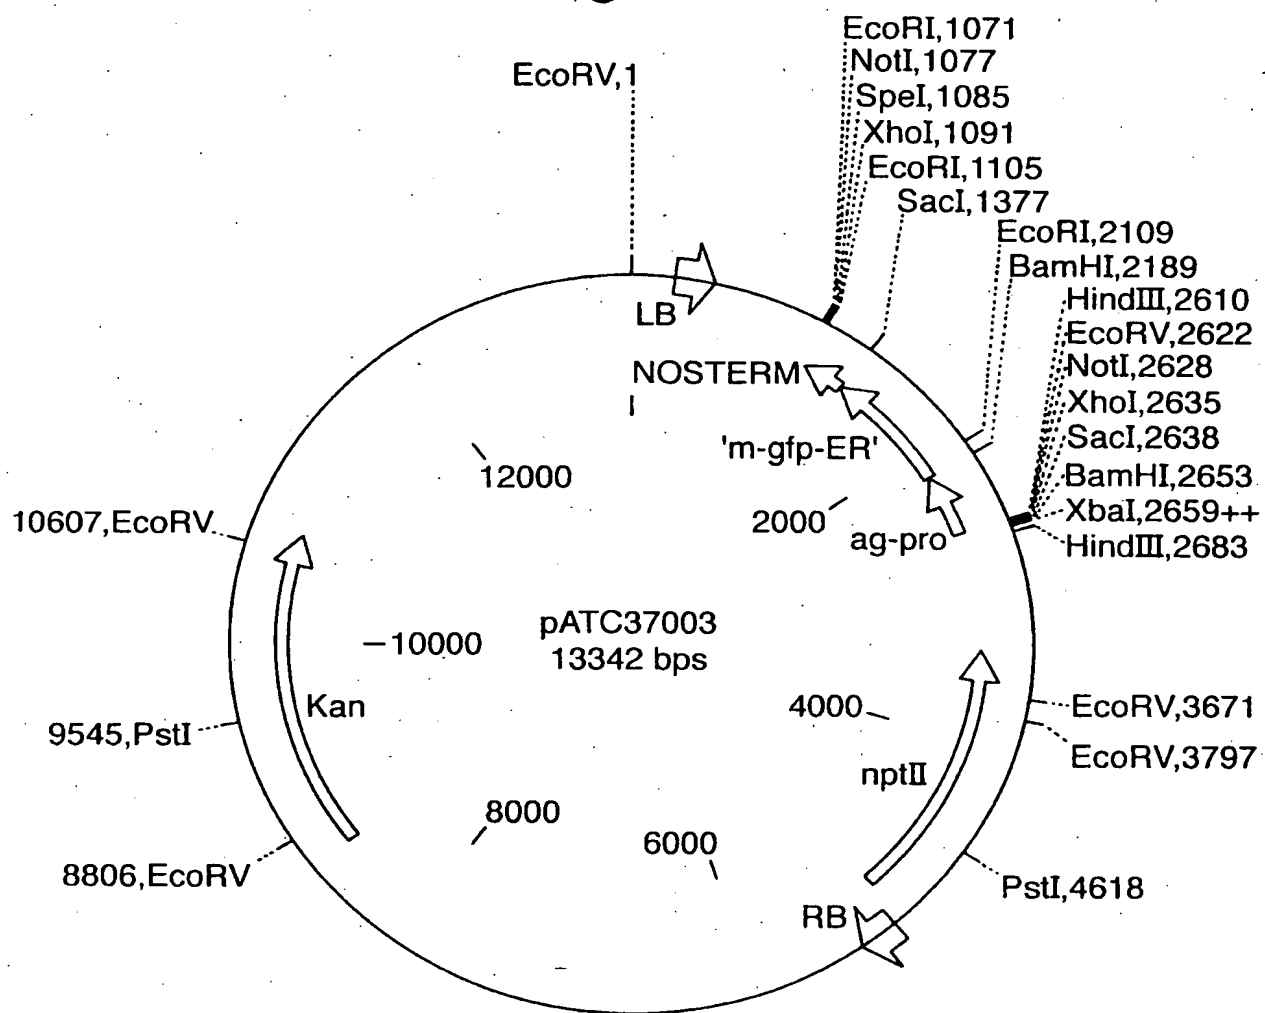 EcoRI,1071
NotI,1077
EcoRV,1
SpeI,1085
XhoI,1091
EcoRI,1105
SacI,1377
EcoRI,2109
BamHI,2189
HindIII,2610
LB
EcoRV,2622
NOSTERM
NotI,2628
XhoI,2635
SacI,2638
'm-gfp-ER'
12000
BamHI,2653
XbaI,2659++
2000
10607,EcoRV
ag-pro
HindIII,2683
pATC37003
13342 bps
10000
Kan
4000
EcoRV,3671
9545,PstI
EcoRV,3797
nptII
8000
6000
8806,EcoRV
PstI,4618
RB